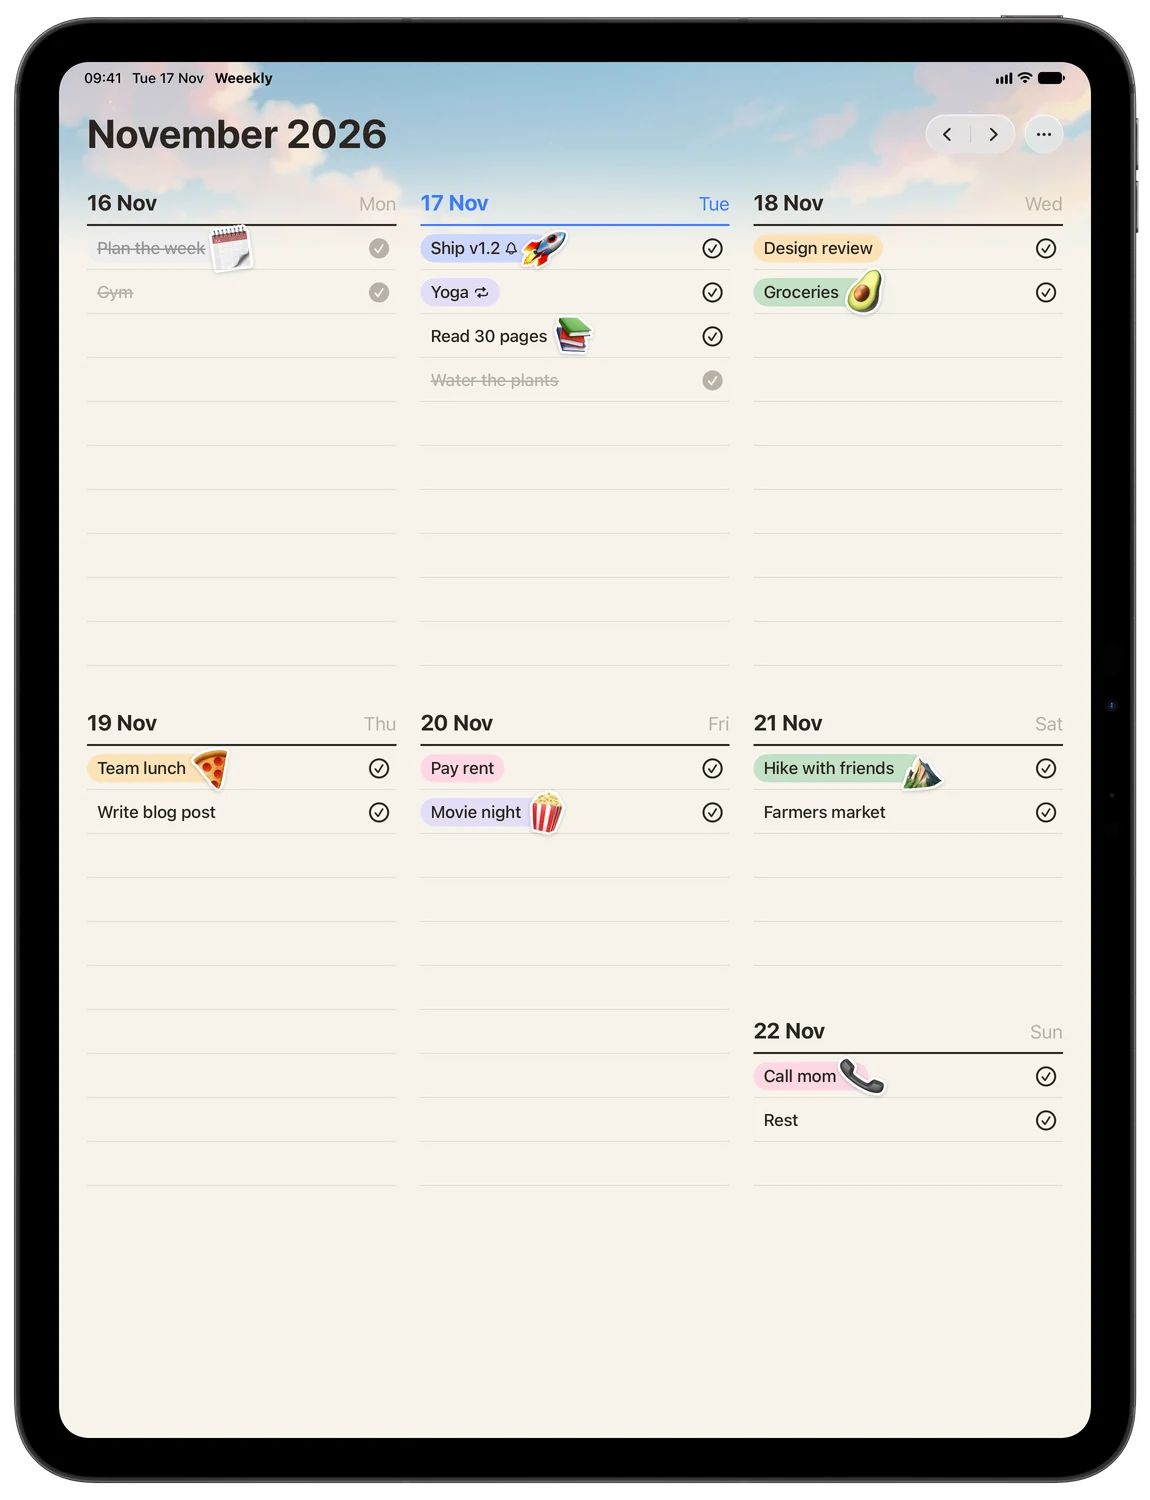 09:41 Tue 17 Nov Weeekly
November 2026
16 Nov Mon
Plan the week
Gym
17 Nov Tue
Ship v1.2
Yoga
Read 30 pages
Water the plants
18 Nov Wed
Design review
Groceries
19 Nov Thu
Team lunch
Write blog post
20 Nov Fri
Pay rent
Movie night
21 Nov Sat
Hike with friends
Farmers market
22 Nov Sun
Call mom
Rest